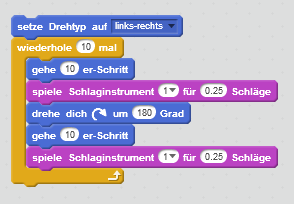 setze Drehtyp auf links-rechts
wiederhole 10 mal
gehe 10 er-Schritt
spiele Schlaginstrument 1 für 0.25 Schläge
drehe dich um 180 Grad
gehe 10 er-Schritt
spiele Schlaginstrument 1 für 0.25 Schläge